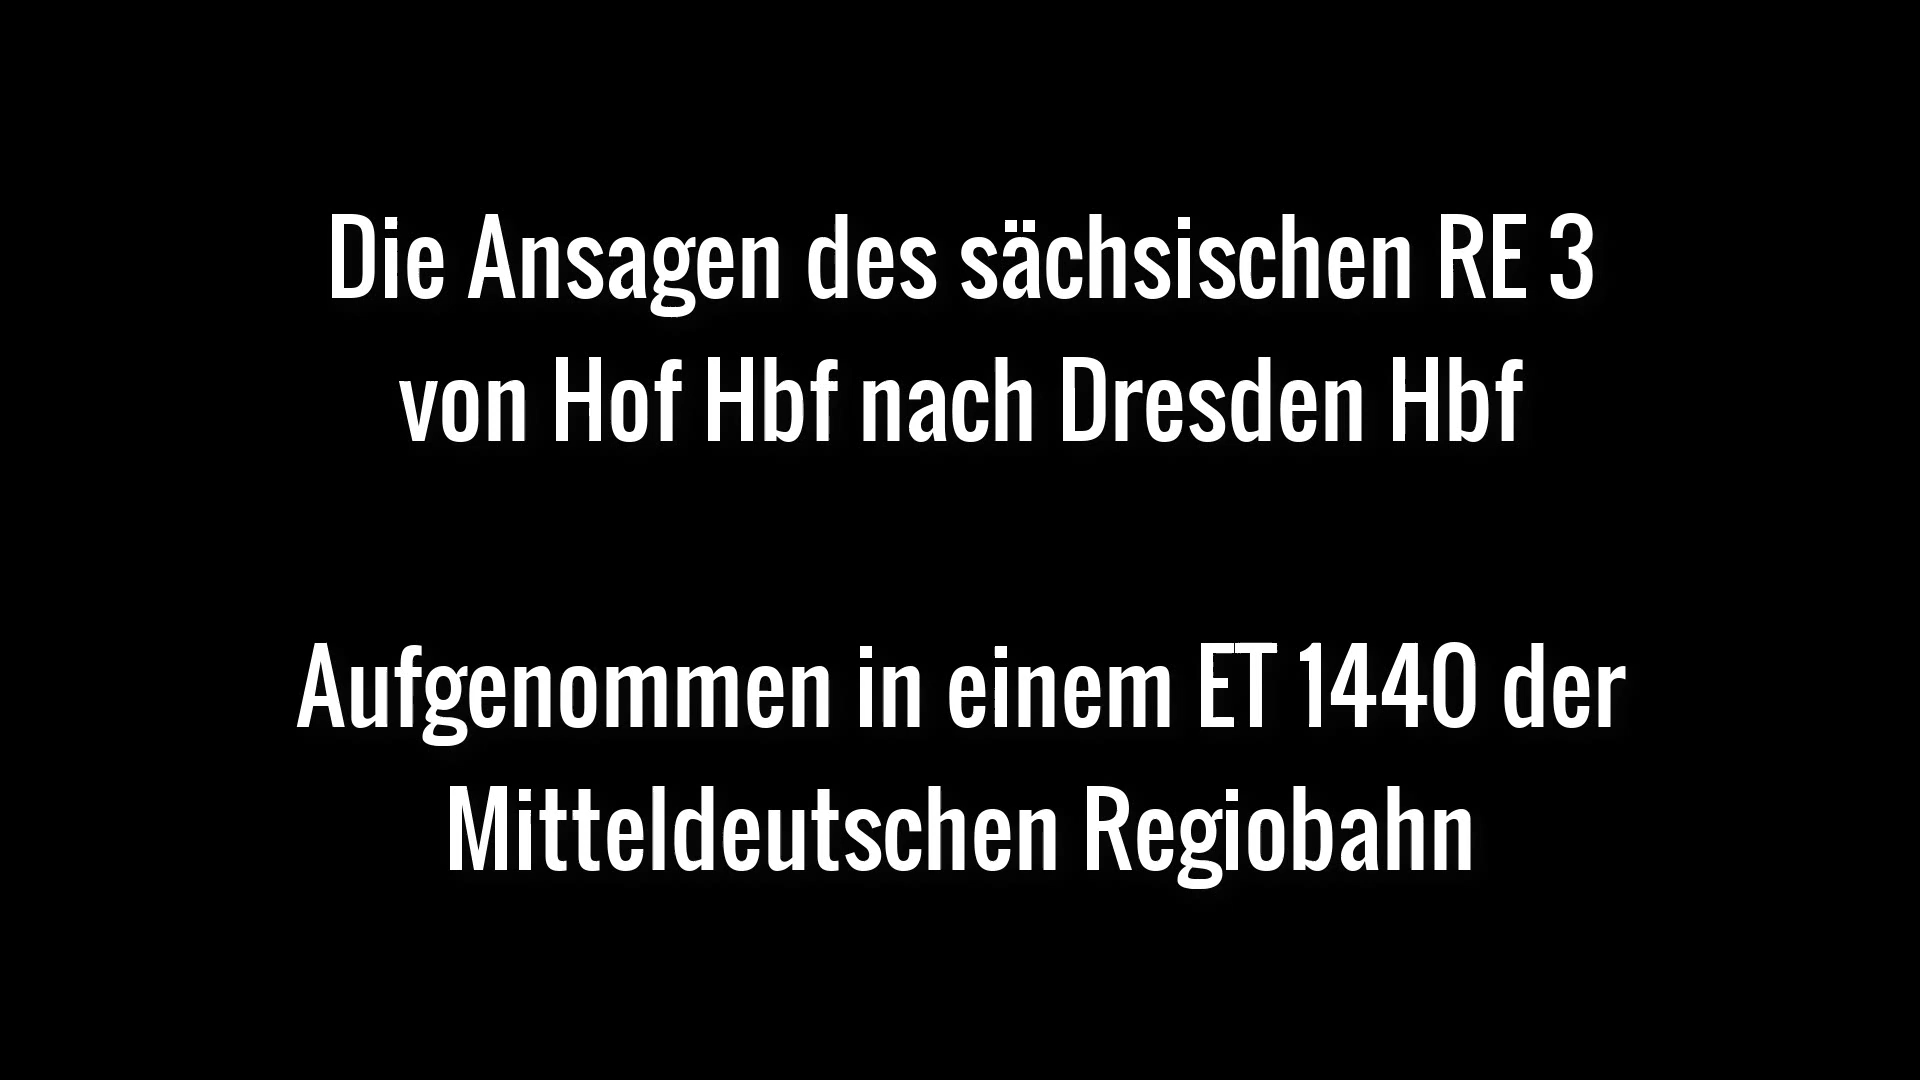 Die Ansagen des sächsischen RE 3
von Hof Hbf nach Dresden Hbf
Aufgenommen in einem ET 1440 der
Mitteldeutschen Regiobahn